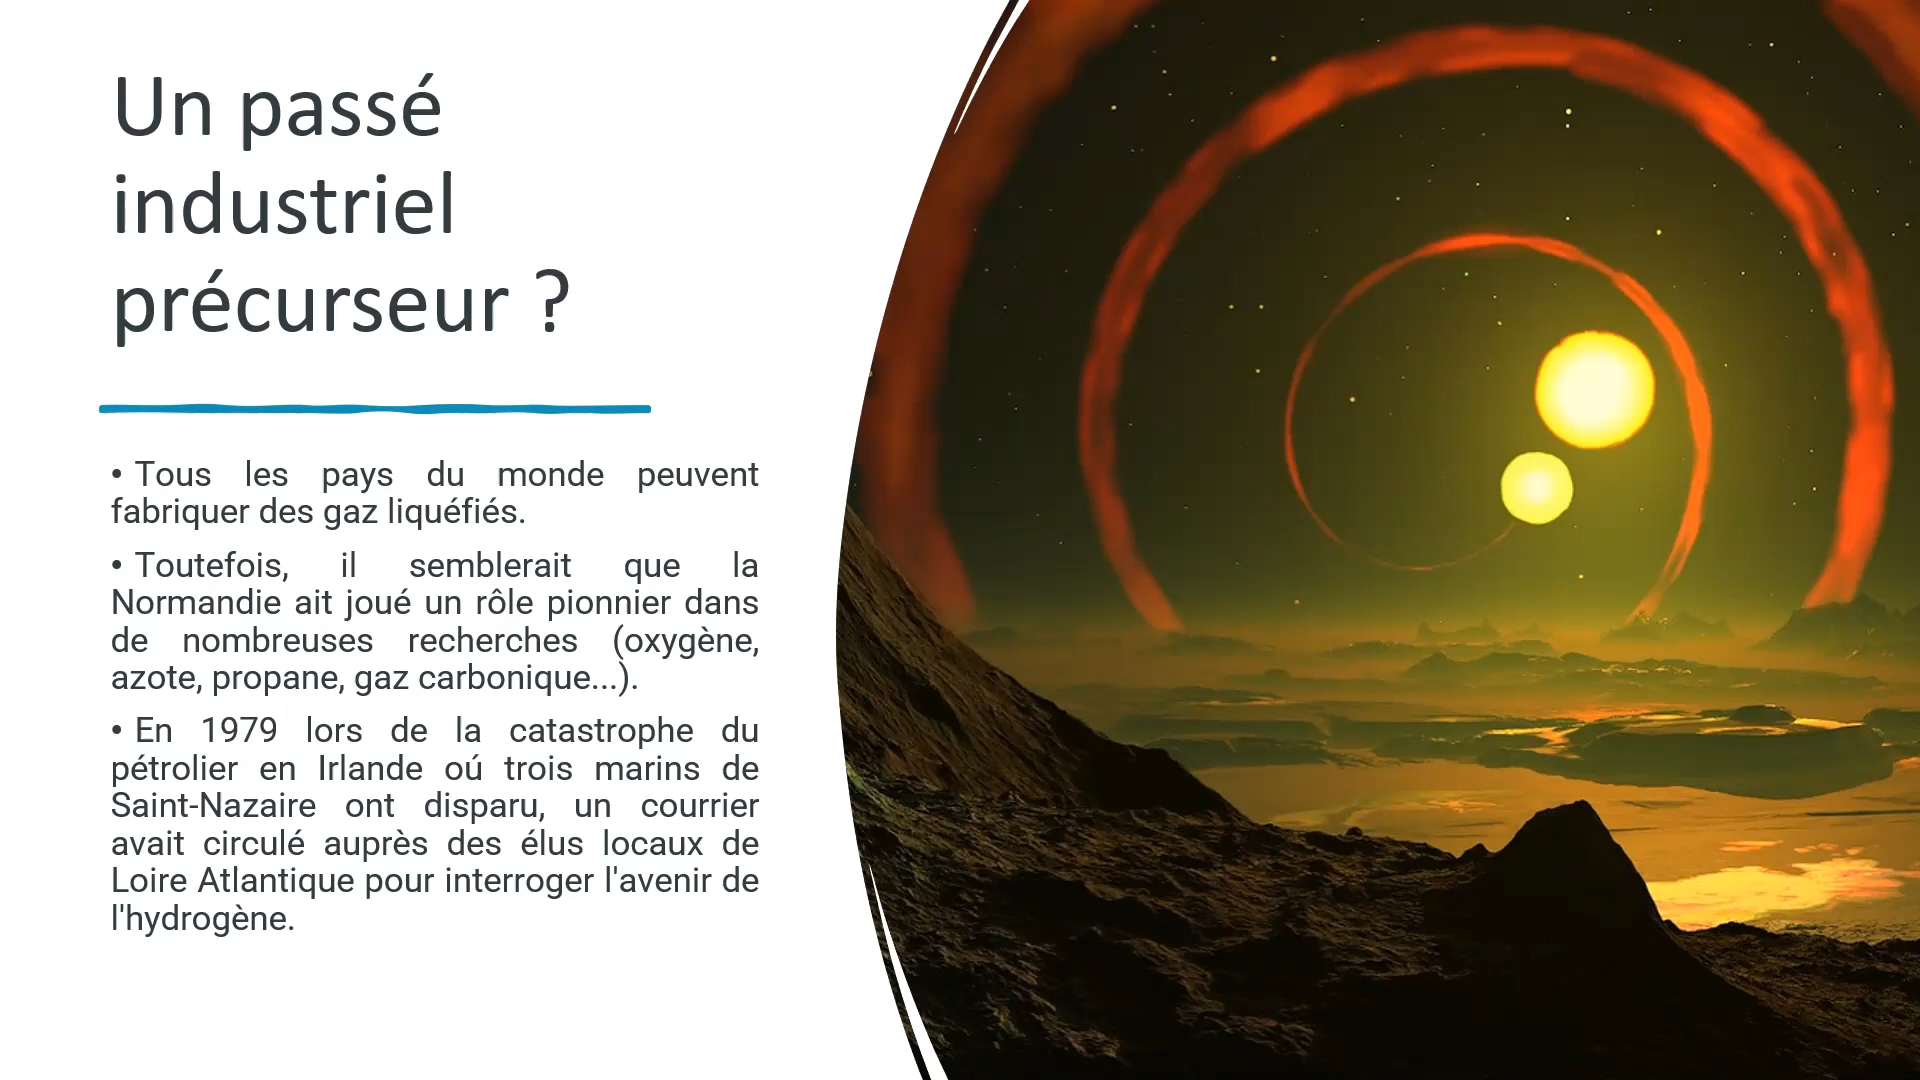 Un passé
industriel
précurseur ?
• Tous les pays du monde peuvent
fabriquer des gaz liquéfiés.
• Toutefois, il semblerait que la
Normandie ait joué un rôle pionnier dans
de nombreuses recherches (oxygène,
azote, propane, gaz carbonique...).
• En 1979 lors de la catastrophe du
pétrolier en Irlande oú trois marins de
Saint-Nazaire ont disparu, un courrier
avait circulé auprès des élus locaux de
Loire Atlantique pour interroger l'avenir de
l'hydrogène.